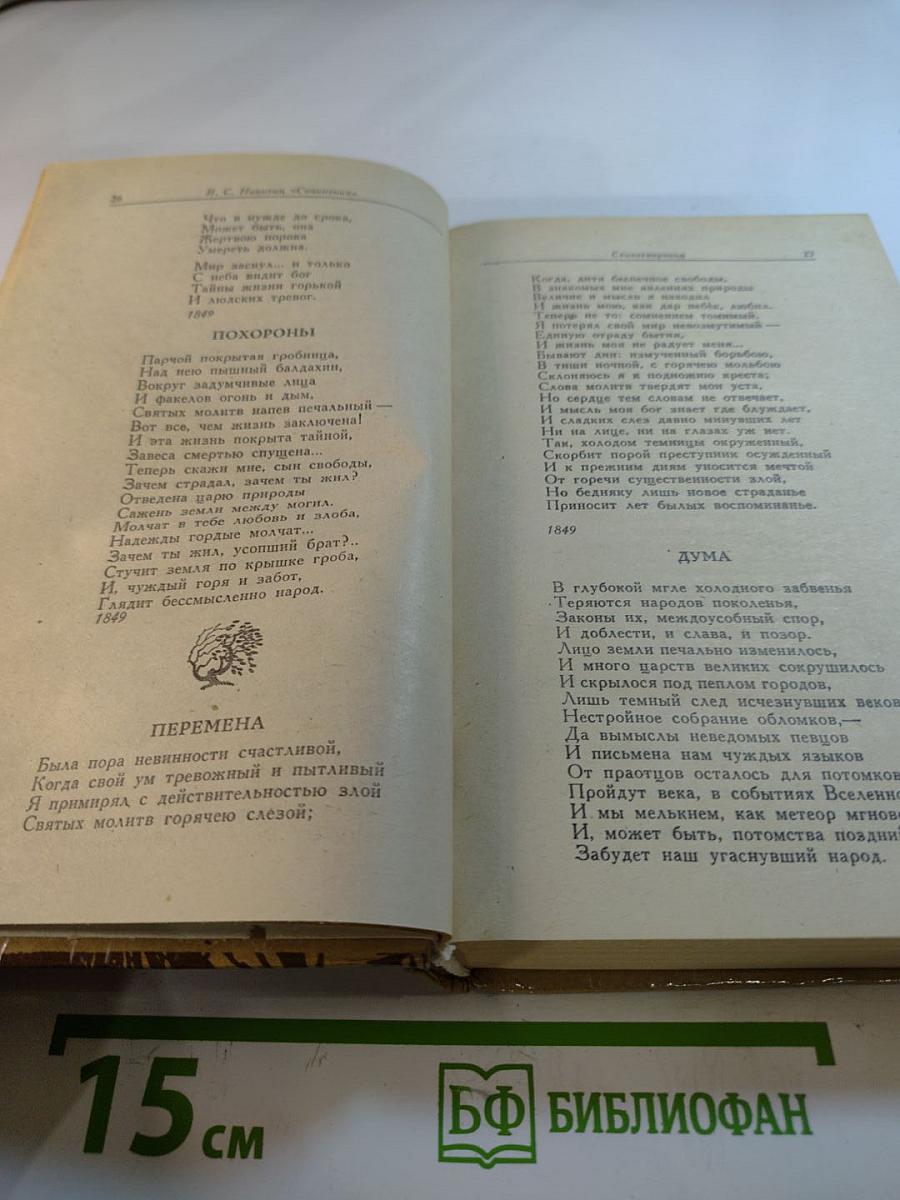 26
И. С. Никитин «Сочинения»
Что в нужде до срока,
Может быть, она
Жертвою порока
Умереть должна.
Мир заснул... и только
С неба видит бог
Тайны жизни горькой
И людских тревог.
1849
ПОХОРОНЫ
Парчой покрытая гробница,
Над нею пышный балдахин,
Вокруг задумчивые лица
И факелов огонь и дым,
Святых молитв напев печальный —
Вот все, чем жизнь заключена!
И эта жизнь покрыта тайной,
Завеса смертью спущена...
Теперь скажи мне, сын свободы,
Зачем страдал, зачем ты жил?
Отведена царю природы
Сажень земли между могил.
Молчат в тебе любовь и злоба,
Надежды гордые молчат...
Зачем ты жил, усопший брат?..
Стучит земля по крышке гроба,
И, чуждый горя и забот,
Глядит бессмысленно народ.
1849
ПЕРЕМЕНА
Была пора невинности счастливой,
Когда свой ум тревожный и пытливый
Я примирял с действительностью злой
Святых молитв горячею слезой;
Стихотворения
27
Когда, дитя беспечное свободы,
В знакомых мне явлениях природы
Величие и мысль я находил
И жизнь мою, как дар небес, любил.
Теперь не то: сомнением томимый,
Я потерял свой мир невозмутимый —
Единую отраду бытия,
И жизнь моя не радует меня...
Бывают дни: измученный борьбою,
В тиши ночной, с горячею мольбою
Склоняюсь я к подножию креста;
Слова молитв твердят мои уста,
Но сердце тем словам не отвечает,
И мысль моя бог знает где блуждает,
И сладких слез давно минувших лет
Ни на лице, ни на глазах уж нет.
Так, холодом темницы окруженный,
Скорбит порой преступник осужденный
И к прежним дням уносится мечтой
От горечи существенности злой,
Но бедняку лишь новое страданье
Приносит лет былых воспоминанье.
1849
ДУМА
В глубокой мгле холодного забвенья
Теряются народов поколенья,
Законы их, междоусобный спор,
И доблести, и слава, и позор.
Лицо земли печально изменилось,
И много царств великих сокрушилось
И скрылося под пеплом городов,
Лишь темный след исчезнувших веков
Нестройное собрание обломков,—
Да вымыслы неведомых певцов
И письмена нам чуждых языков
От праотцов осталось для потомков
Пройдут века, в событиях Вселенно
И мы мелькнем, как метеор мгнове
И, может быть, потомства поздний
Забудет наш угаснувший народ.
15 см
БФ БИБЛИОФАН